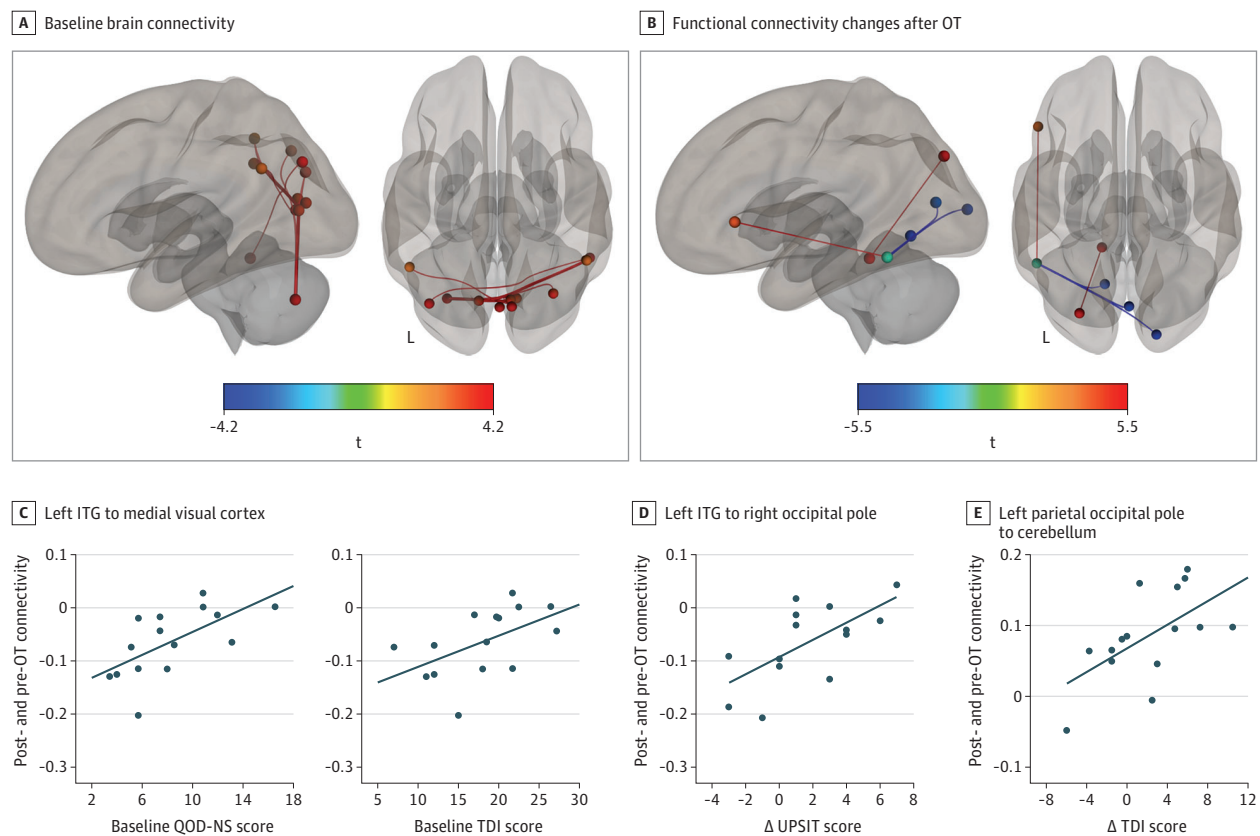 A Baseline brain connectivity
L
-4.2 4.2
t
B Functional connectivity changes after OT
L
-5.5 5.5
t
C Left ITG to medial visual cortex
Post- and pre-OT connectivity
0.1
0
-0.1
-0.2
-0.3
2 6 10 14 18
Baseline QOD-NS score
0.1
0
-0.1
-0.2
-0.3
5 10 15 20 25 30
Baseline TDI score
D Left ITG to right occipital pole
Post- and pre-OT connectivity
0.1
0
-0.1
-0.2
-0.3
-4 -2 0 2 4 6 8
Δ UPSIT score
E Left parietal occipital pole
to cerebellum
Post- and pre-OT connectivity
0.2
0.1
0
-0.1
-8 -4 0 4 8 12
Δ TDI score